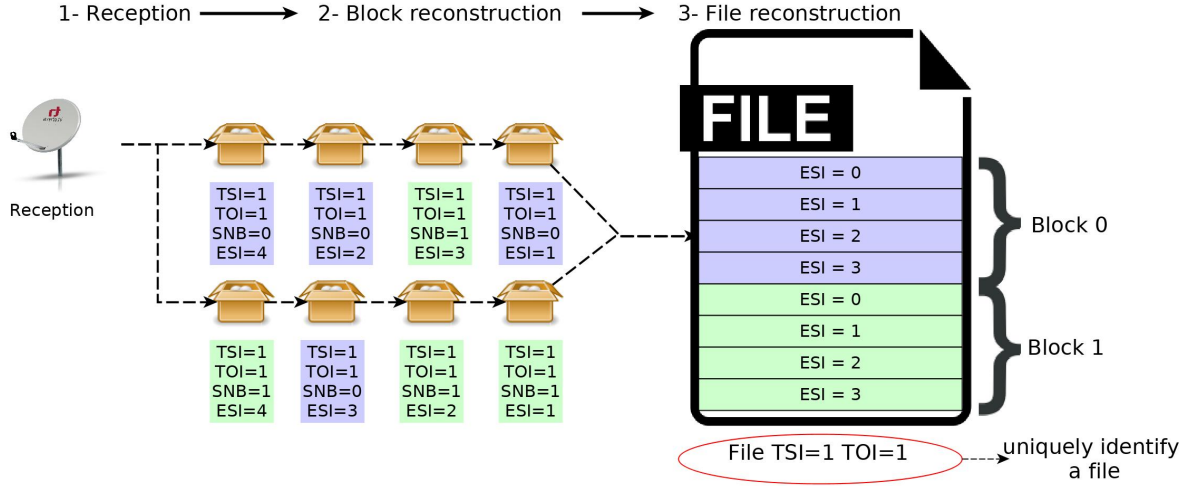 1- Reception
2- Block reconstruction
3- File reconstruction
Reception
TSI=1
TOI=1
SNB=0
ESI=4
TSI=1
TOI=1
SNB=0
ESI=2
TSI=1
TOI=1
SNB=1
ESI=3
TSI=1
TOI=1
SNB=0
ESI=1
TSI=1
TOI=1
SNB=1
ESI=4
TSI=1
TOI=1
SNB=0
ESI=3
TSI=1
TOI=1
SNB=1
ESI=2
TSI=1
TOI=1
SNB=1
ESI=1
FILE
ESI = 0
ESI = 1
ESI = 2
ESI = 3
ESI = 0
ESI = 1
ESI = 2
ESI = 3
Block 0
Block 1
File TSI=1 TOI=1
uniquely identify
a file